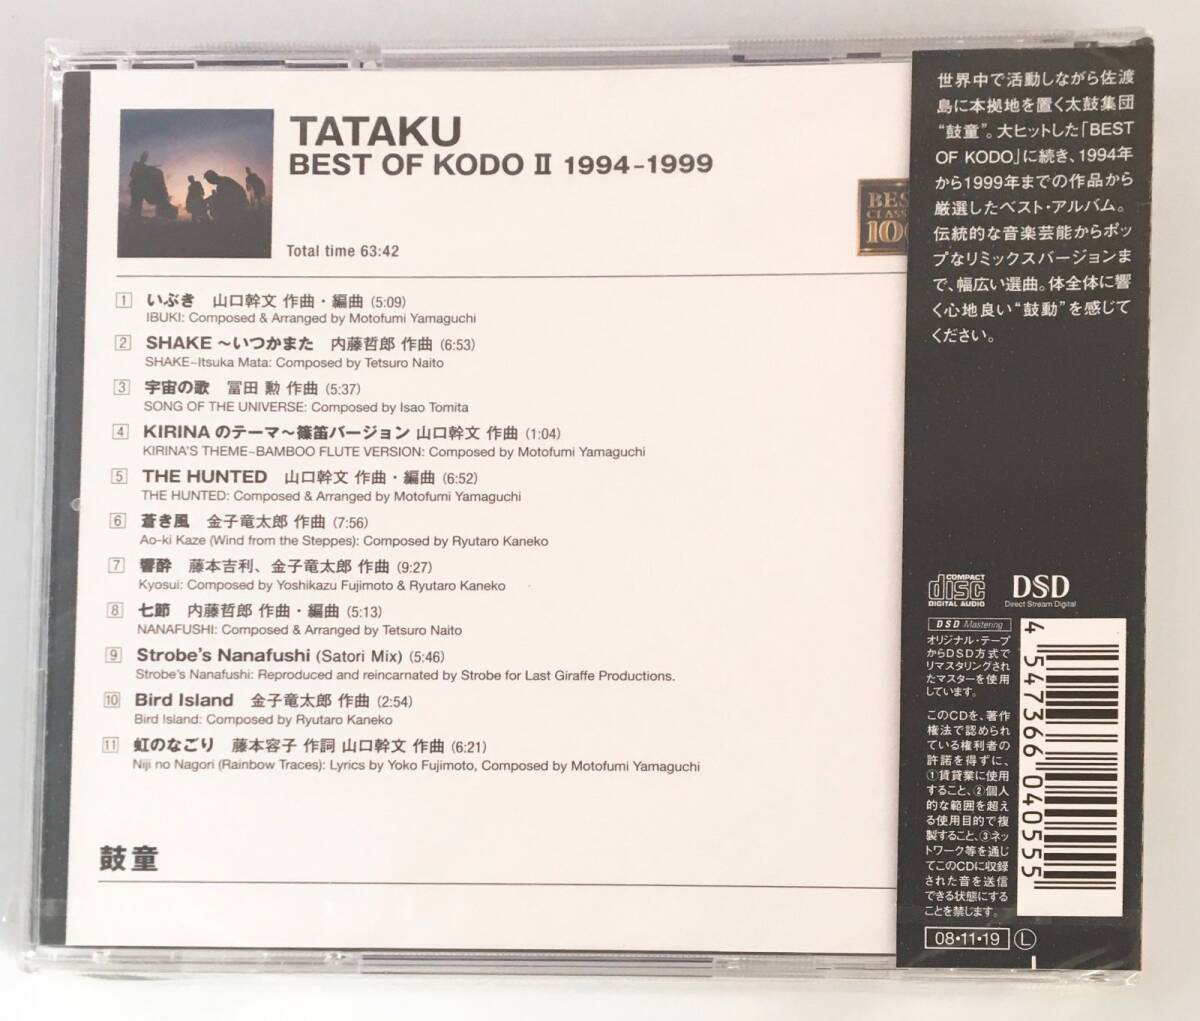 TATAKU
BEST OF KODO II 1994-1999
Total time 63:42
BES
CLASS
100
1 いぶき 山口幹文 作曲・編曲 (5:09)
IBUKI: Composed & Arranged by Motofumi Yamaguchi
2 SHAKE ~いつかまた 内藤哲郎 作曲 (6:53)
SHAKE~Itsuka Mata: Composed by Tetsuro Naito
3 宇宙の歌 冨田 勲 作曲 (5:37)
SONG OF THE UNIVERSE: Composed by Isao Tomita
4 KIRINAのテーマ~篠笛バージョン 山口幹文 作曲 (1:04)
KIRINA'S THEME~BAMBOO FLUTE VERSION: Composed by Motofumi Yamaguchi
5 THE HUNTED 山口幹文 作曲・編曲 (6:52)
THE HUNTED: Composed & Arranged by Motofumi Yamaguchi
6 蒼き風 金子竜太郎 作曲 (7:56)
Ao-ki Kaze (Wind from the Steppes): Composed by Ryutaro Kaneko
7 響酔 藤本吉利、金子竜太郎 作曲 (9:27)
Kyosui: Composed by Yoshikazu Fujimoto & Ryutaro Kaneko
8 七節 内藤哲郎 作曲・編曲 (5:13)
NANAFUSHI: Composed & Arranged by Tetsuro Naito
9 Strobe's Nanafushi (Satori Mix) (5:46)
Strobe's Nanafushi: Reproduced and reincarnated by Strobe for Last Giraffe Productions.
10 Bird Island 金子竜太郎 作曲 (2:54)
Bird Island: Composed by Ryutaro Kaneko
11 虹のなごり 藤本容子 作詞 山口幹文 作曲 (6:21)
Niji no Nagori (Rainbow Traces): Lyrics by Yoko Fujimoto, Composed by Motofumi Yamaguchi
鼓童
世界中で活動しながら佐渡
島に本拠地を置く太鼓集団
“鼓童”。大ヒットした「BEST
OF KODO」に続き、1994年
から1999年までの作品から
厳選したベスト・アルバム。
伝統的な音楽芸能からポッ
プなリミックスバージョンま
で、幅広い選曲。体全体に響
く心地良い“鼓動”を感じて
ください。
COMPACT
disc
DIGITAL AUDIO
DSD
Direct Stream Digital
DSD Mastering
オリジナル・テープ
からDSD方式で
リマスタリングされ
たマスターを使用
しています。
このCDを、著作
権法で認められ
ている権利者の
許諾を得ずに、
①賃貸業に使用
すること、②個人
的な範囲を超え
る使用目的で複
製すること、③ネッ
トワーク等を通じ
てこのCDに収録
された音を送信
できる状態にする
ことを禁じます。
4 547366 040555
08・11・19 L